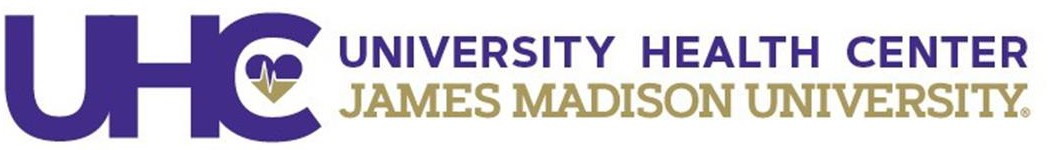 UHC
UNIVERSITY HEALTH CENTER
JAMES MADISON UNIVERSITY®